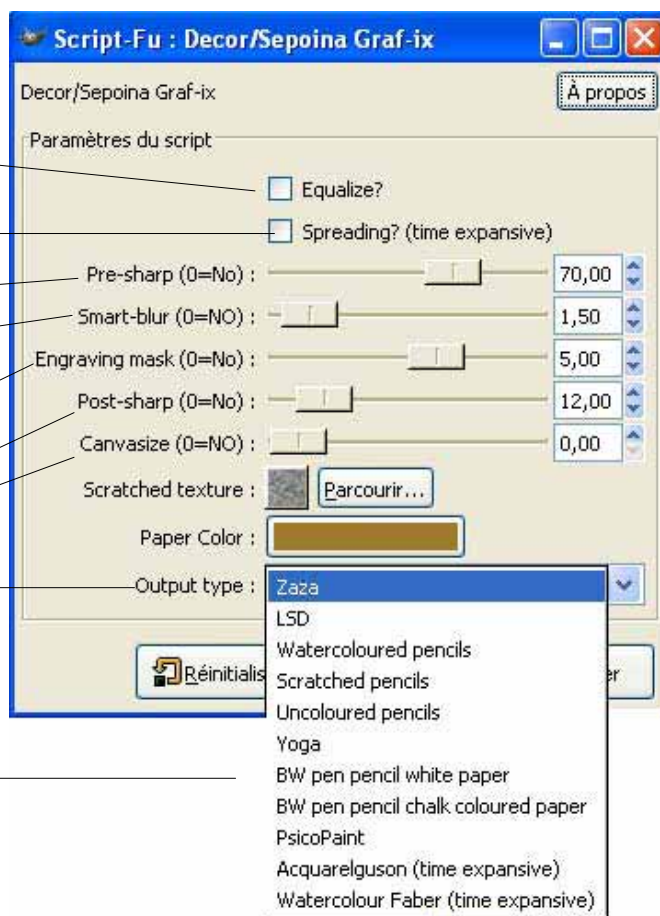 Script-Fu : Decor/Sepoina Graf-ix
Decor/Sepoina Graf-ix
À propos
Paramètres du script
Equalize?
Spreading? (time expansive)
Pre-sharp (0=No) : 70,00
Smart-blur (0=NO) : 1,50
Engraving mask (0=No) : 5,00
Post-sharp (0=No) : 12,00
Canvasize (0=NO) : 0,00
Scratched texture : Parcourir...
Paper Color :
Output type : Zaza
LSD
Watercoloured pencils
Réinitialis
Scratched pencils
er
Uncoloured pencils
Yoga
BW pen pencil white paper
BW pen pencil chalk coloured paper
PsicoPaint
Acquarelguson (time expansive)
Watercolour Faber (time expansive)